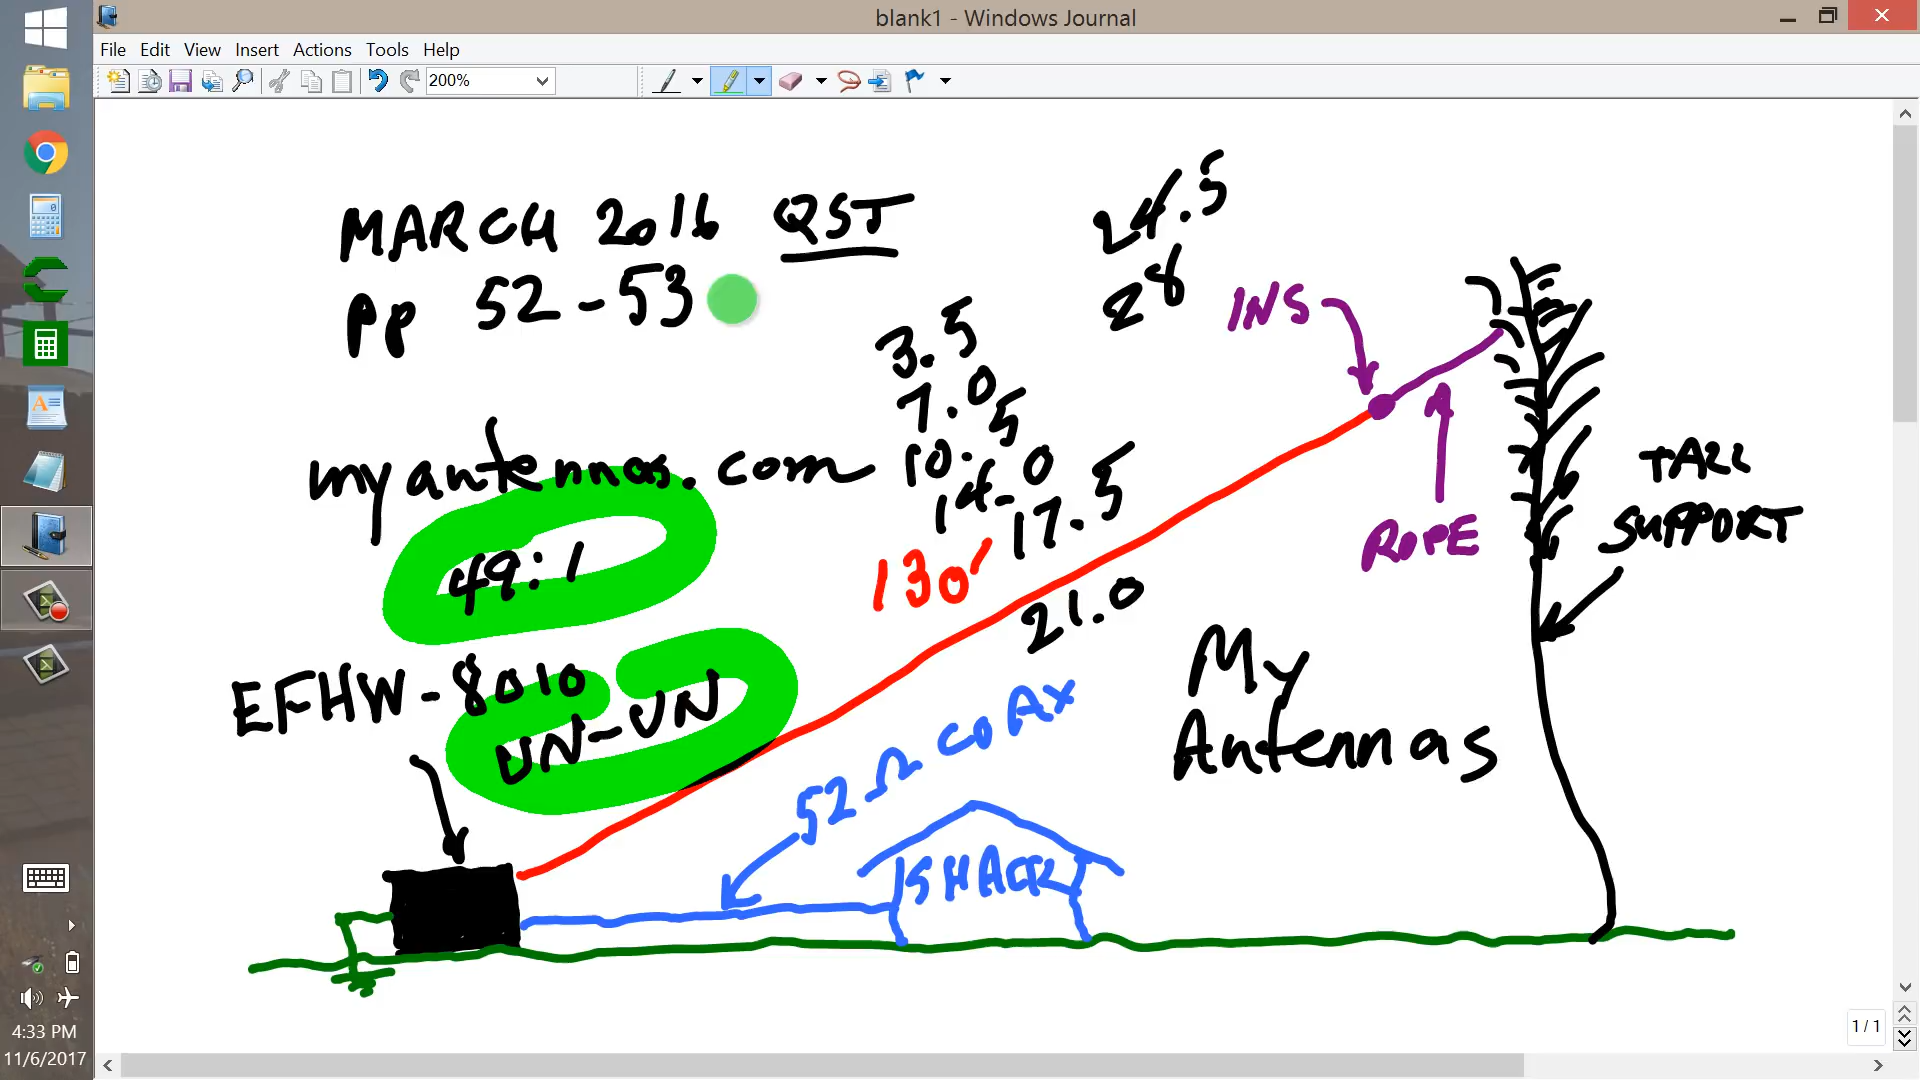 blank1 - Windows Journal
File Edit View Insert Actions Tools Help
200%
MARCH 2016 QST
pp 52-53
24.5
28
3.5
7.0
10.5
14.0
17.5
21.0
INS
ROPE
TALL
SUPPORT
myantennas.com
49:1
130'
EFHW-8010
UN-UN
52 Ω COAX
My
Antennas
SHACK
1 / 1
4:33 PM
11/6/2017